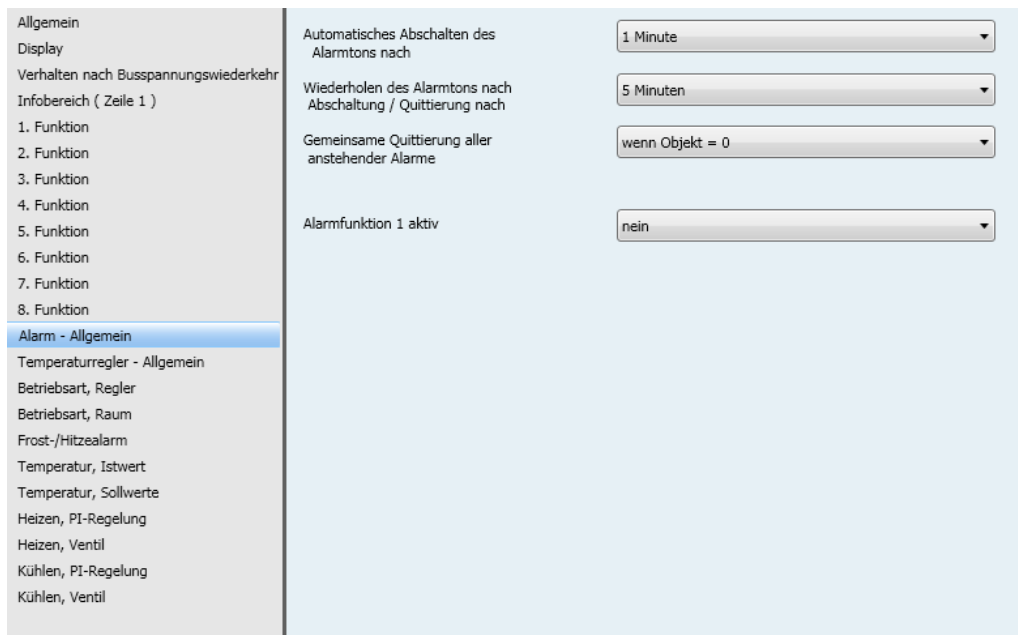 Allgemein
Display
Verhalten nach Busspannungswiederkehr
Infobereich ( Zeile 1 )
1. Funktion
2. Funktion
3. Funktion
4. Funktion
5. Funktion
6. Funktion
7. Funktion
8. Funktion
Alarm - Allgemein
Temperaturregler - Allgemein
Betriebsart, Regler
Betriebsart, Raum
Frost-/Hitzealarm
Temperatur, Istwert
Temperatur, Sollwerte
Heizen, PI-Regelung
Heizen, Ventil
Kühlen, PI-Regelung
Kühlen, Ventil
Automatisches Abschalten des
Alarmtons nach
1 Minute
Wiederholen des Alarmtons nach
Abschaltung / Quittierung nach
5 Minuten
Gemeinsame Quittierung aller
anstehender Alarme
wenn Objekt = 0
Alarmfunktion 1 aktiv
nein